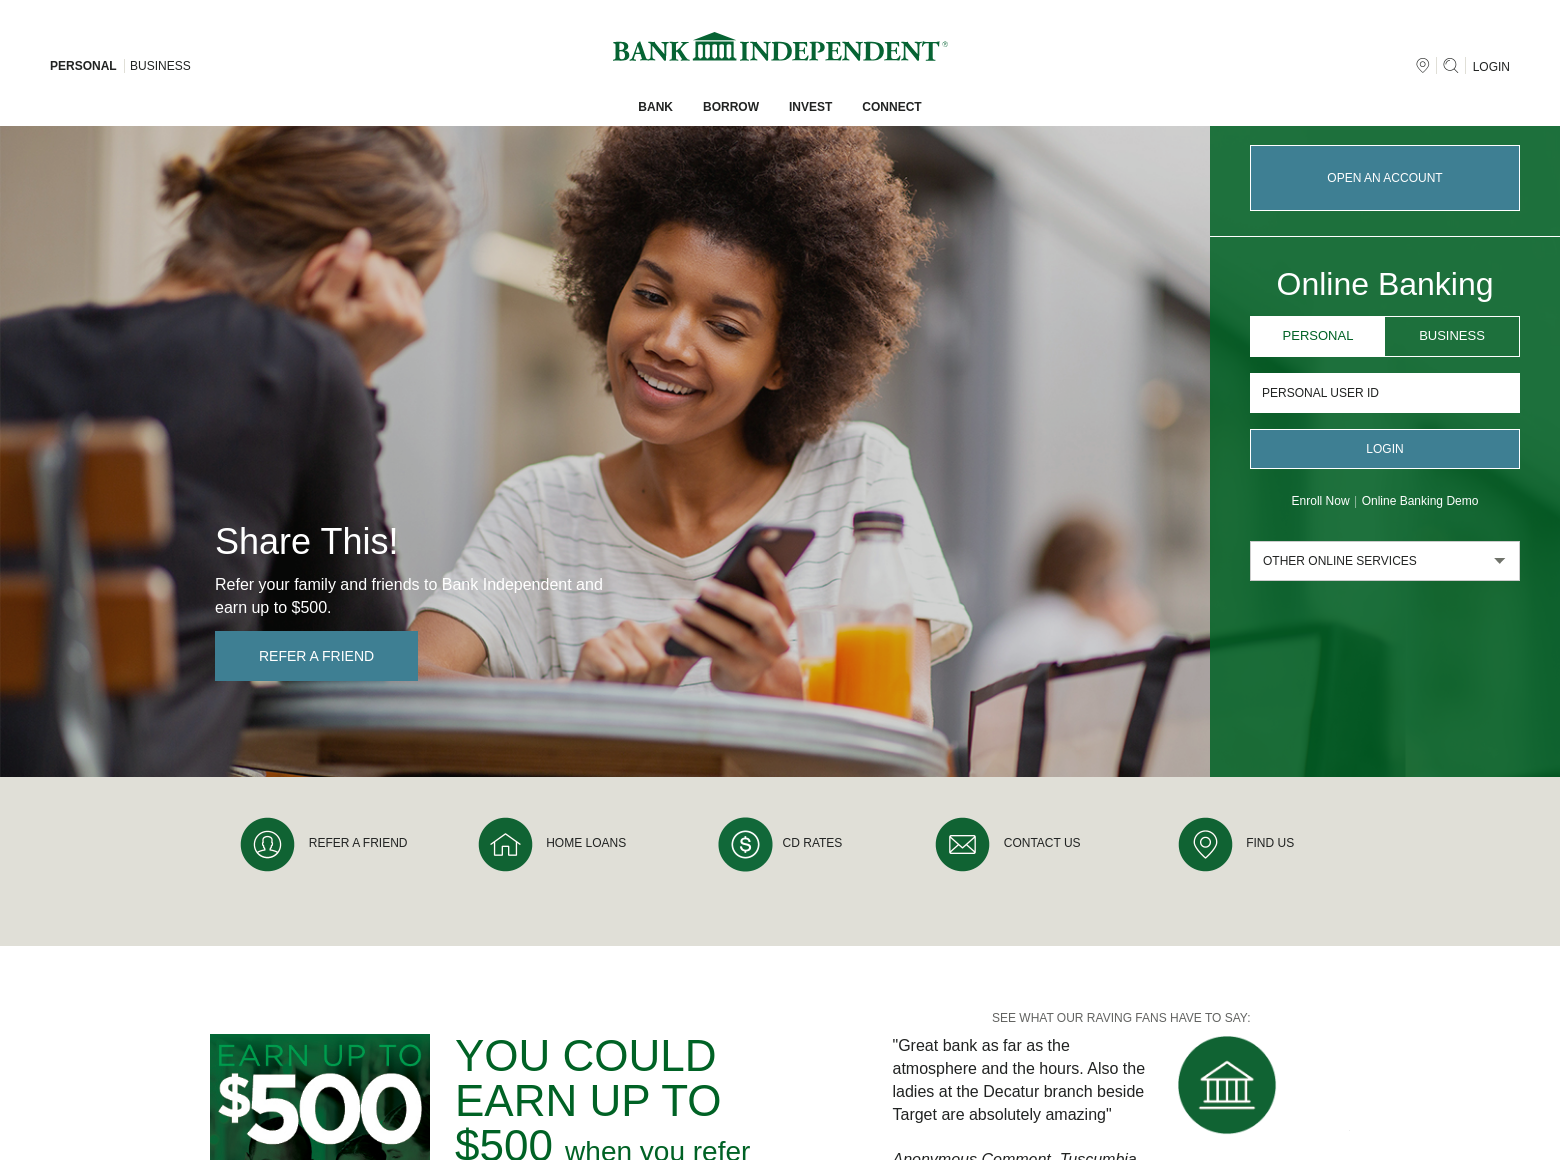 PERSONAL BUSINESS
BANK INDEPENDENT®
LOGIN
BANK BORROW INVEST CONNECT
OPEN AN ACCOUNT
Online Banking
PERSONAL BUSINESS
PERSONAL USER ID
LOGIN
Enroll Now | Online Banking Demo
OTHER ONLINE SERVICES
Share This!
Refer your family and friends to Bank Independent and
earn up to $500.
REFER A FRIEND
REFER A FRIEND
HOME LOANS
CD RATES
CONTACT US
FIND US
EARN UP TO
$500
YOU COULD
EARN UP TO
$500 when you refer
SEE WHAT OUR RAVING FANS HAVE TO SAY:
"Great bank as far as the
atmosphere and the hours. Also the
ladies at the Decatur branch beside
Target are absolutely amazing"
Anonymous Comment, Tuscumbia